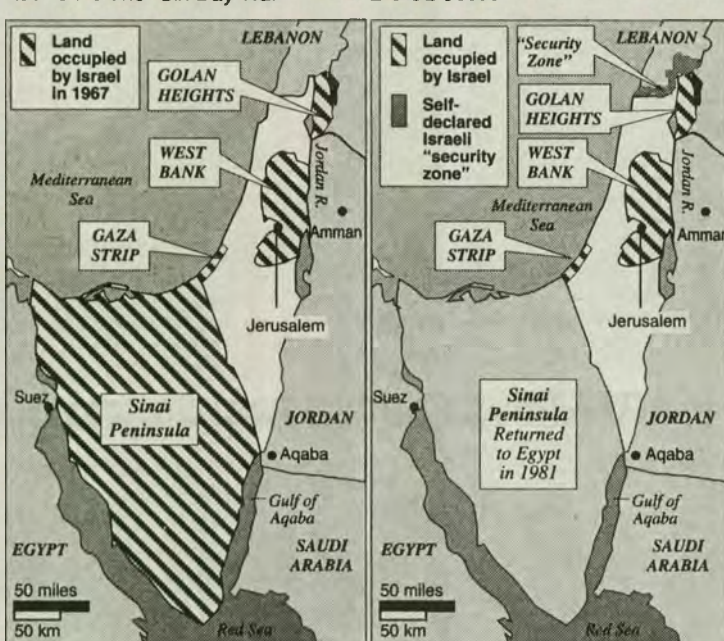 Land
occupied
by Israel
in 1967
LEBANON
GOLAN
HEIGHTS
WEST
BANK
Mediterranean
Sea
Jordan R.
Amman
GAZA
STRIP
Jerusalem
Suez
Sinai
Peninsula
JORDAN
Aqaba
Gulf of
Aqaba
EGYPT
SAUDI
ARABIA
50 miles
50 km
Red Sea
Land
occupied
by Israel
Self-
declared
Israeli
"security
zone"
LEBANON
"Security
Zone"
GOLAN
HEIGHTS
WEST
BANK
Jordan R.
Mediterranean
Sea
Amman
GAZA
STRIP
Jerusalem
Suez
Sinai
Peninsula
Returned
to Egypt
in 1981
JORDAN
Aqaba
Gulf of
Aqaba
EGYPT
SAUDI
ARABIA
50 miles
50 km
Red Sea